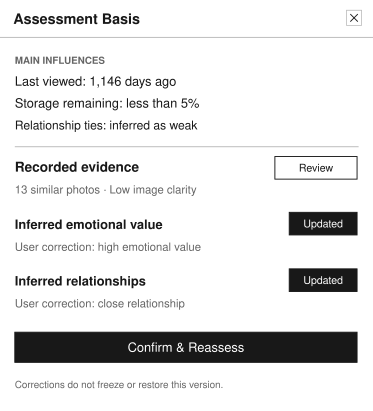 Assessment Basis
MAIN INFLUENCES
Last viewed: 1,146 days ago
Storage remaining: less than 5%
Relationship ties: inferred as weak
Recorded evidence
Review
13 similar photos · Low image clarity
Inferred emotional value
Updated
User correction: high emotional value
Inferred relationships
Updated
User correction: close relationship
Confirm & Reassess
Corrections do not freeze or restore this version.